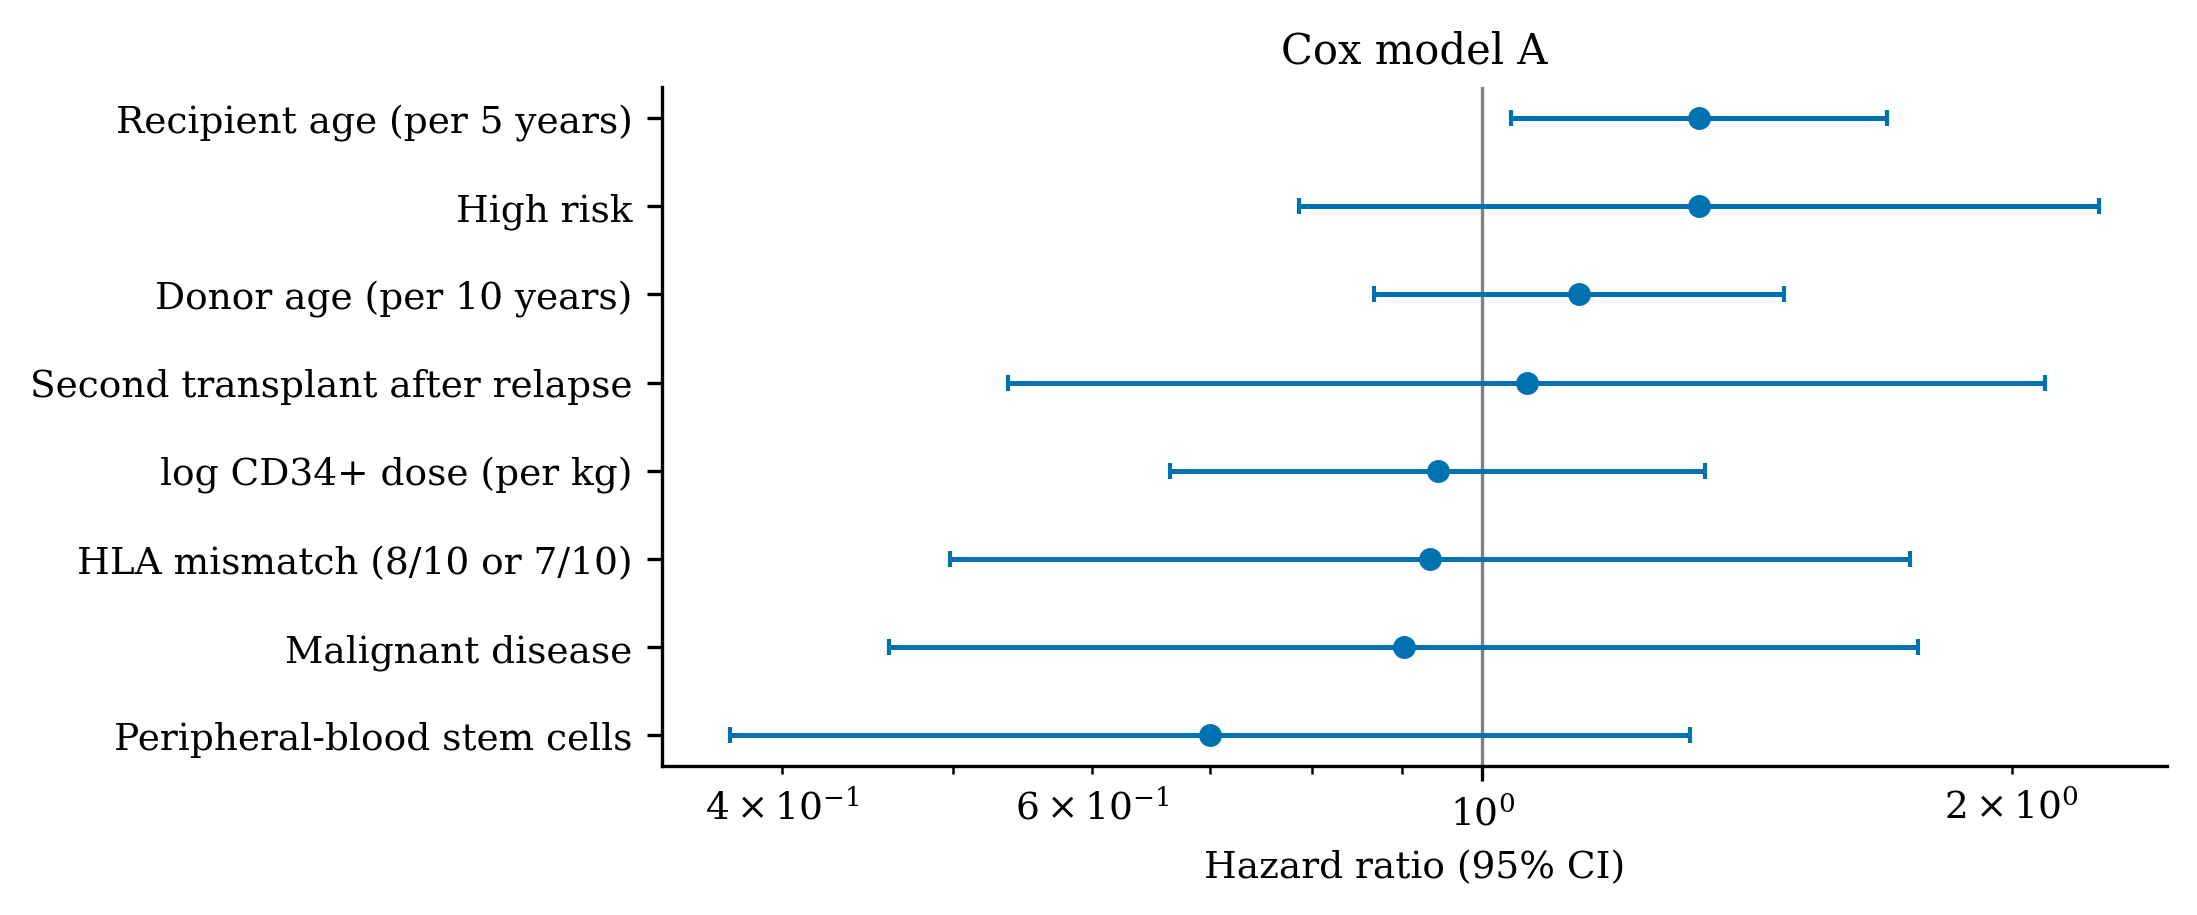 Cox model A
Recipient age (per 5 years)
High risk
Donor age (per 10 years)
Second transplant after relapse
log CD34+ dose (per kg)
HLA mismatch (8/10 or 7/10)
Malignant disease
Peripheral-blood stem cells
4 × 10⁻¹ 6 × 10⁻¹ 10⁰ 2 × 10⁰
Hazard ratio (95% CI)